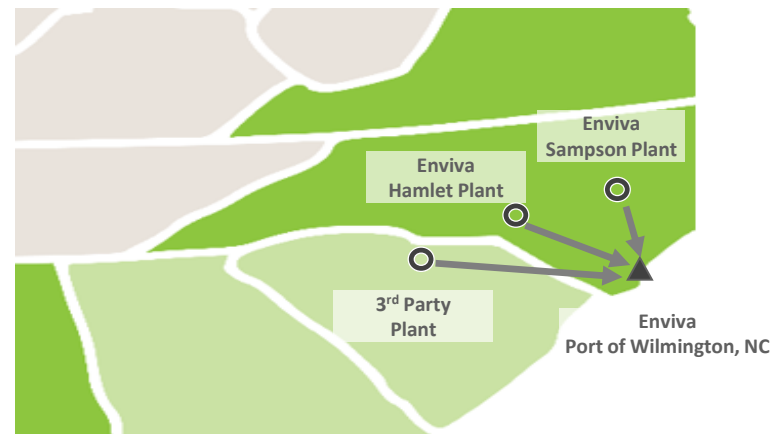 Enviva
Sampson Plant
Enviva
Hamlet Plant
3rd Party
Plant
Enviva
Port of Wilmington, NC